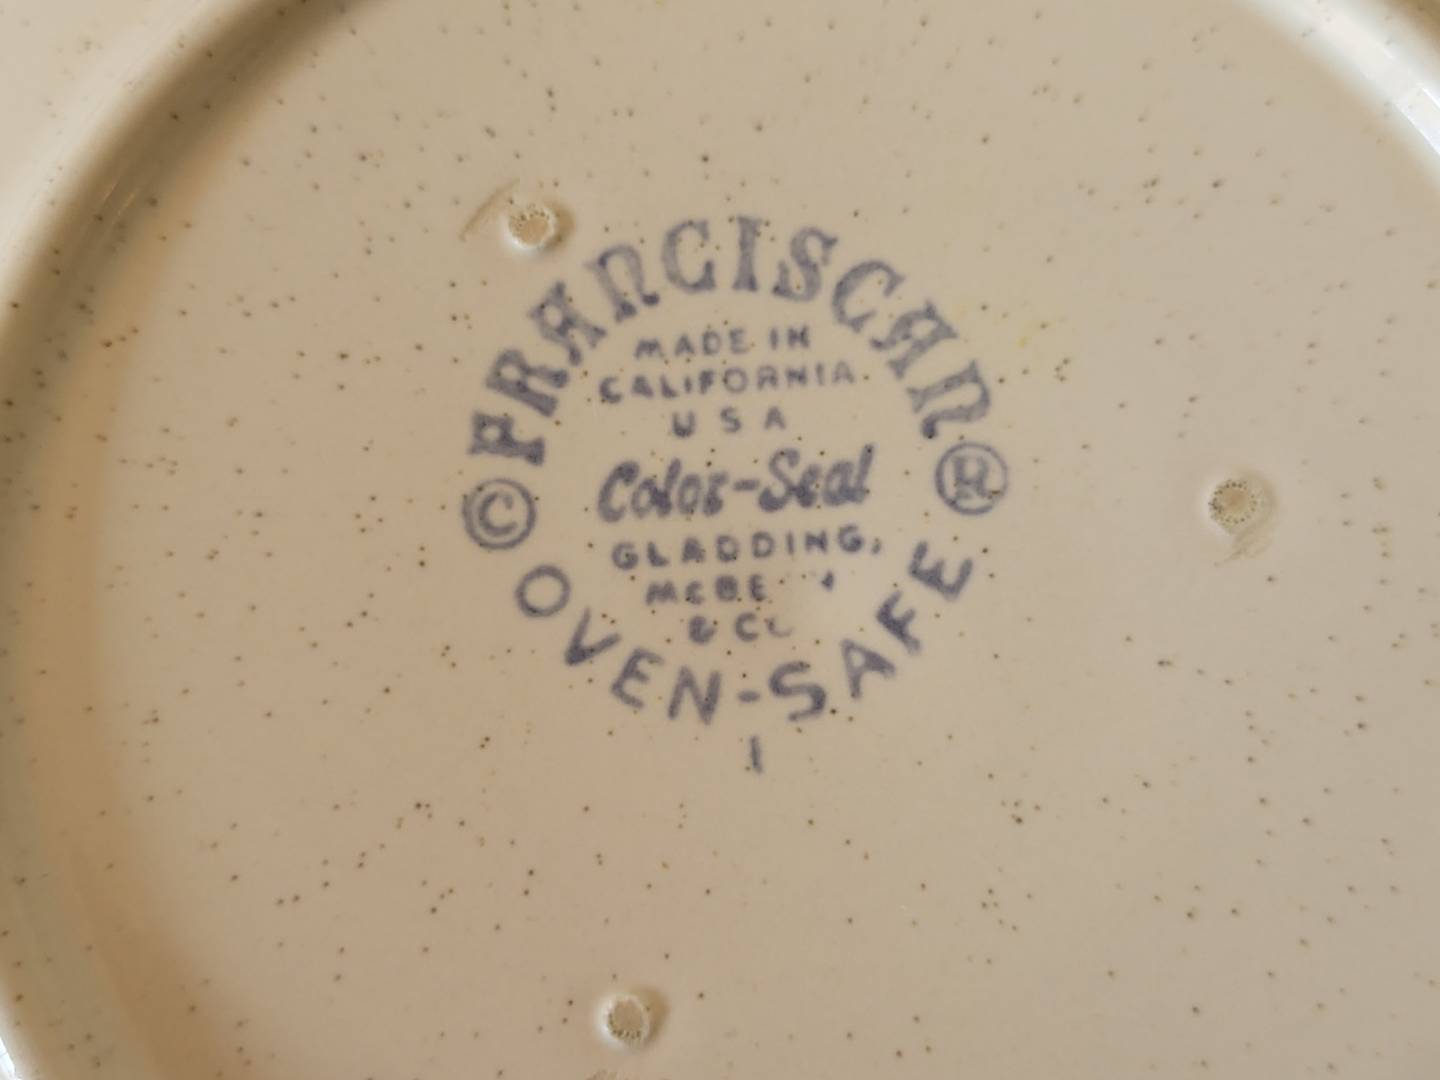 FRANCISCAN ®
MADE IN
CALIFORNIA
USA
Color-Seal
GLADDING,
& 
© OVEN-SAFE
1